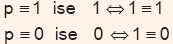 p ≡ 1 ise 1 ⇔ 1 ≡ 1
p ≡ 0 ise 0 ⇔ 1 ≡ 0